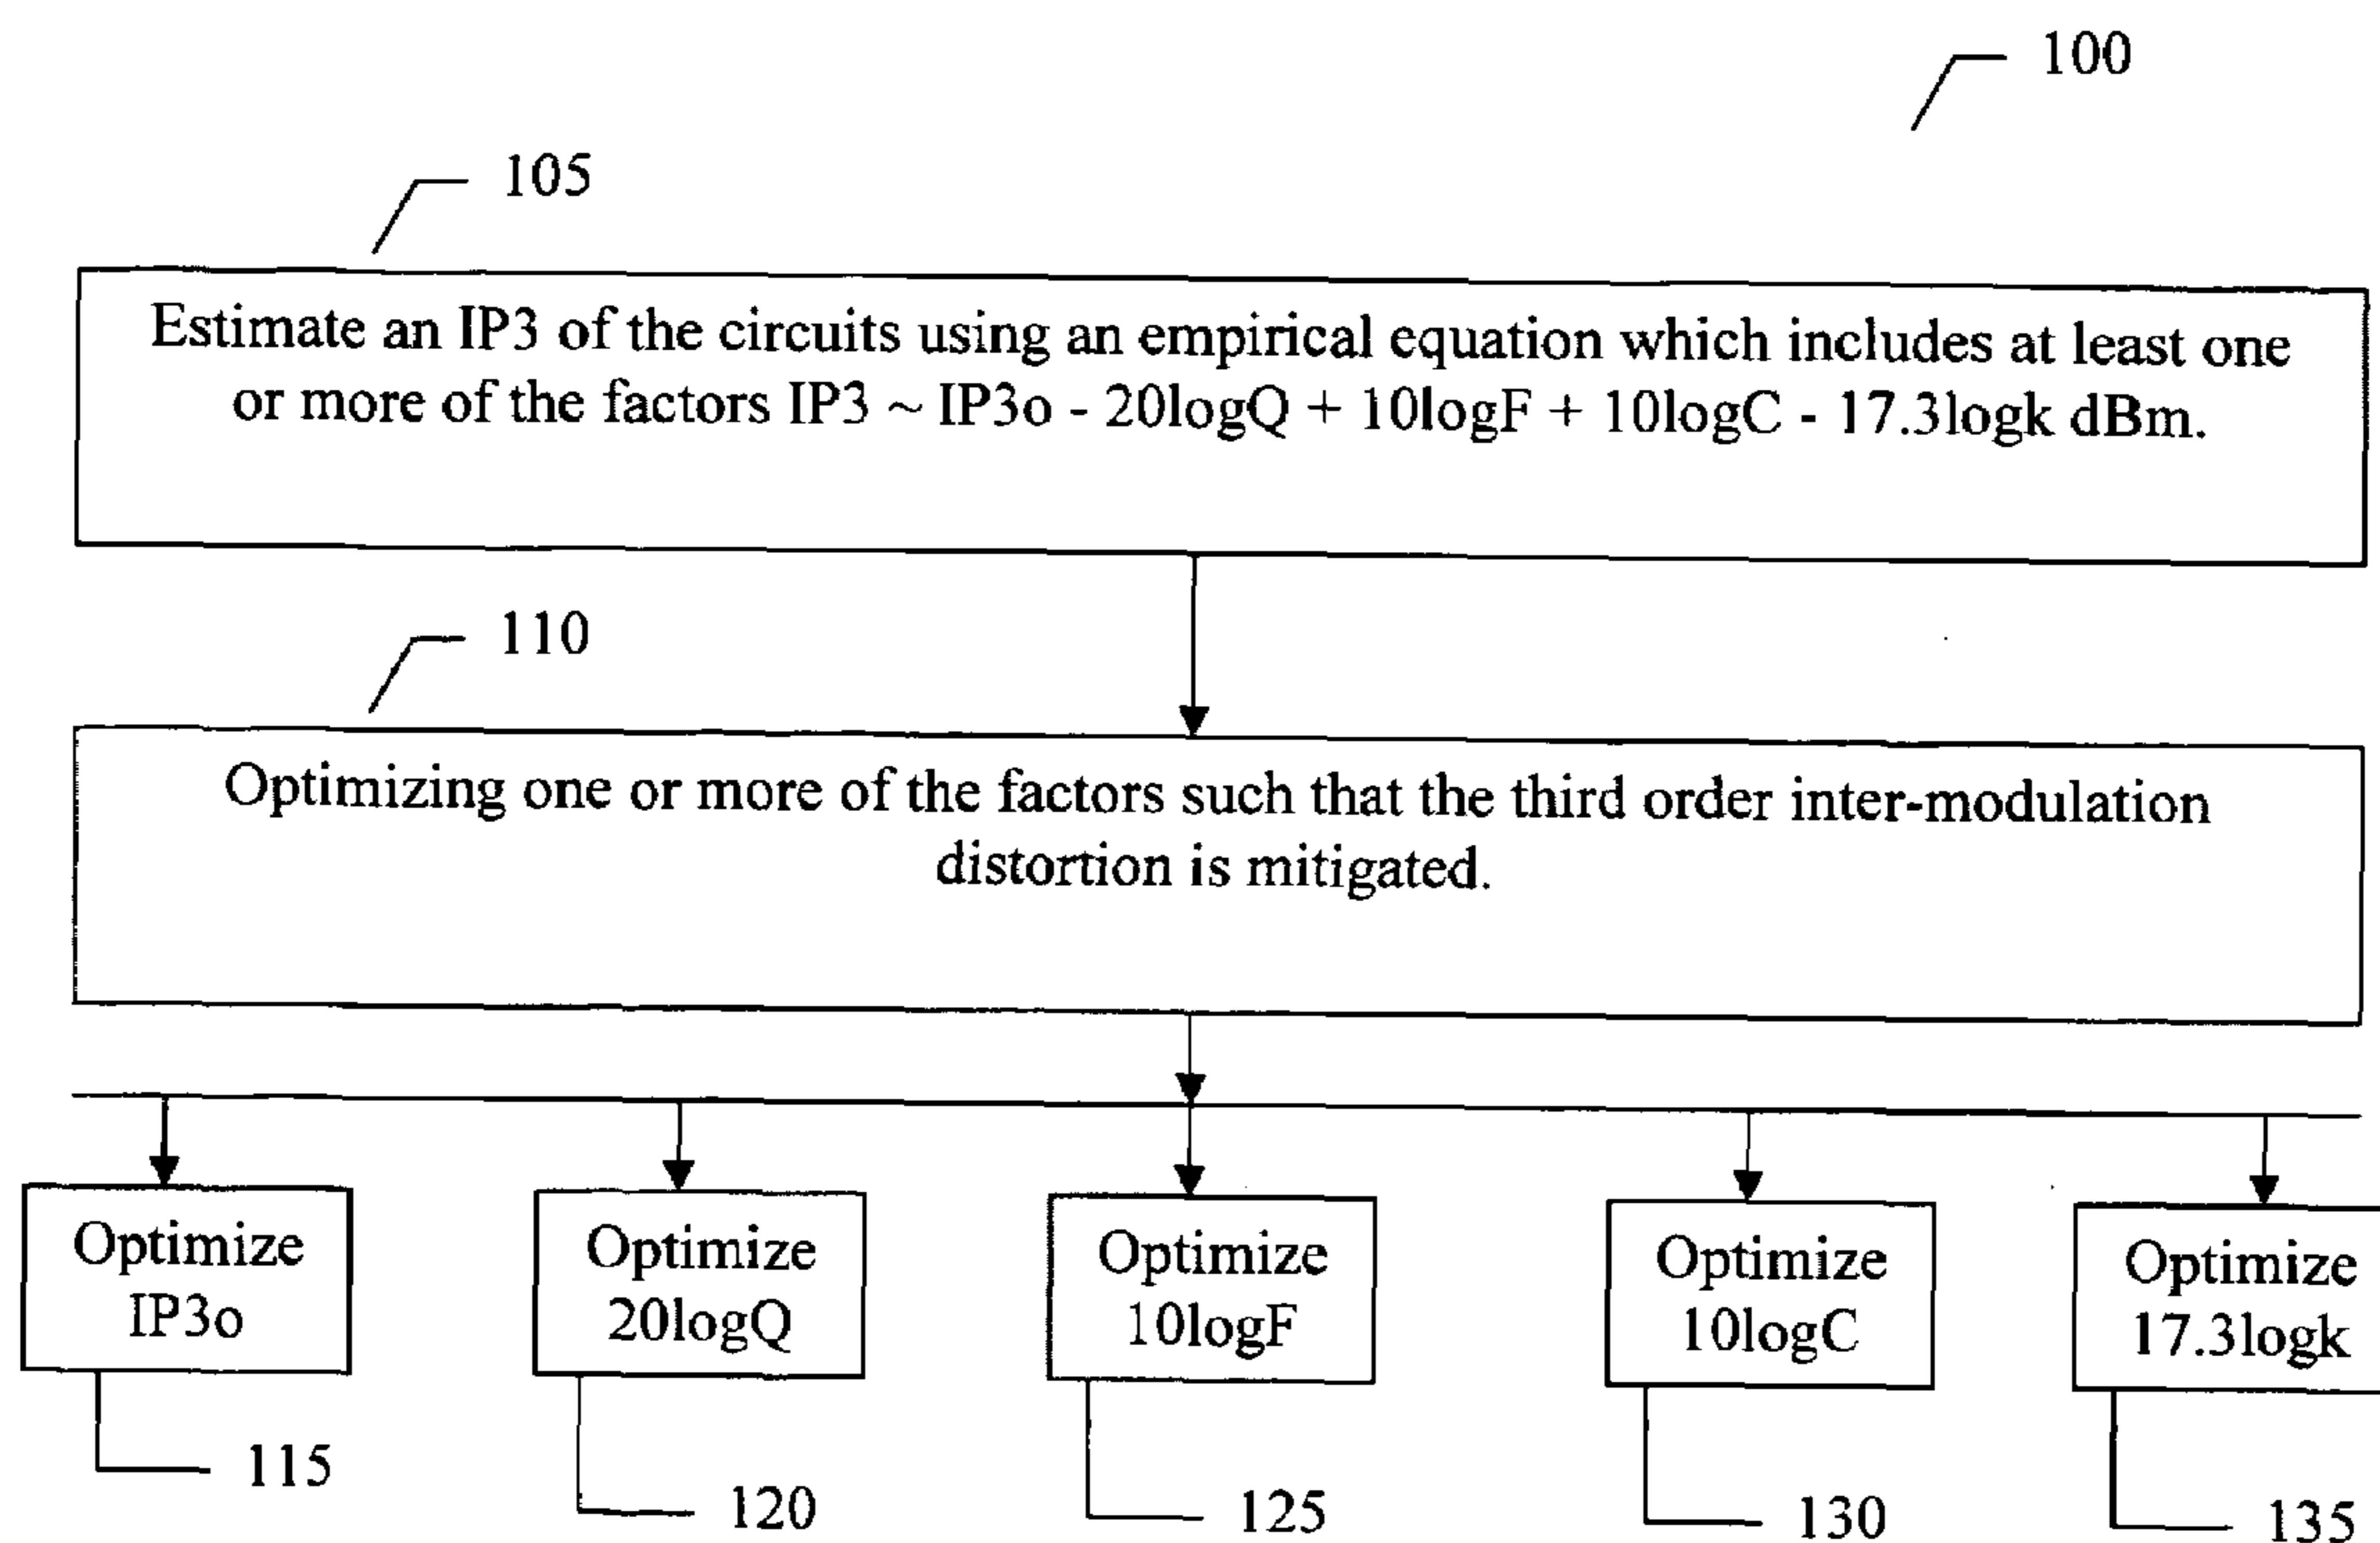 100
105
Estimate an IP3 of the circuits using an empirical equation which includes at least one
or more of the factors IP3 ~ IP3o - 20logQ + 10logF + 10logC - 17.3logk dBm.
110
Optimizing one or more of the factors such that the third order inter-modulation
distortion is mitigated.
Optimize
IP3o
Optimize
20logQ
Optimize
10logF
Optimize
10logC
Optimize
17.3logk
115
120
125
130
135